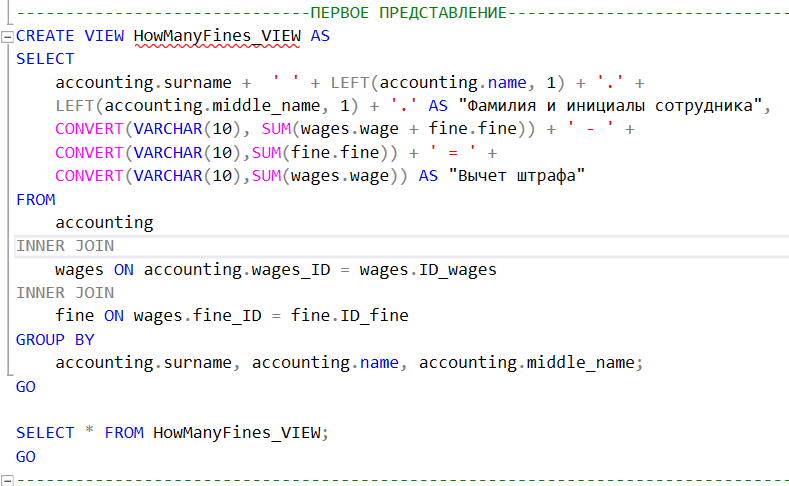 ------------------------------ПЕРВОЕ ПРЕДСТАВЛЕНИЕ-----------------------------
CREATE VIEW HowManyFines_VIEW AS
SELECT
    accounting.surname +  ' ' + LEFT(accounting.name, 1) + '.' +
    LEFT(accounting.middle_name, 1) + '.' AS "Фамилия и инициалы сотрудника",
    CONVERT(VARCHAR(10), SUM(wages.wage + fine.fine)) + ' - ' +
    CONVERT(VARCHAR(10),SUM(fine.fine)) + ' = ' +
    CONVERT(VARCHAR(10),SUM(wages.wage)) AS "Вычет штрафа"
FROM
    accounting
INNER JOIN
    wages ON accounting.wages_ID = wages.ID_wages
INNER JOIN
    fine ON wages.fine_ID = fine.ID_fine
GROUP BY
    accounting.surname, accounting.name, accounting.middle_name;
GO
SELECT * FROM HowManyFines_VIEW;
GO
-------------------------------------------------------------------------------